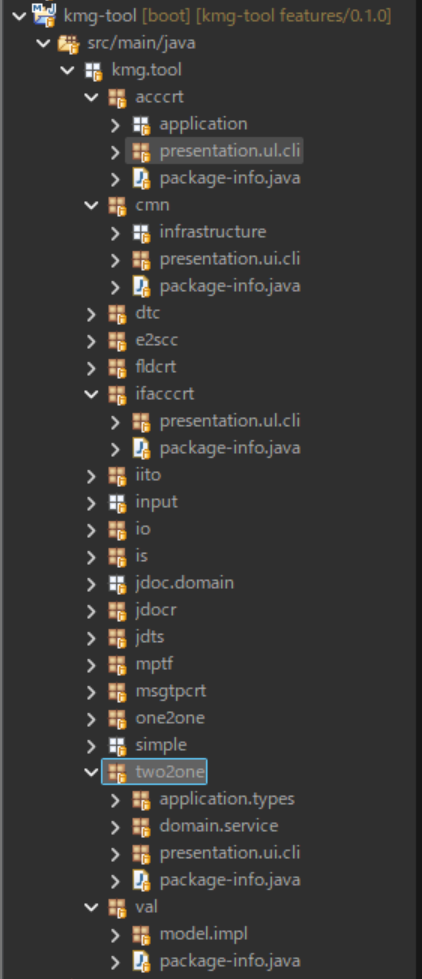 kmg-tool [boot] [kmg-tool features/0.1.0]
src/main/java
kmg.tool
acccrt
application
presentation.ul.cli
package-info.java
cmn
infrastructure
presentation.ui.cli
package-info.java
dtc
e2scc
fldcrt
ifacccrt
presentation.ul.cli
package-info.java
iito
input
io
is
jdoc.domain
jdocr
jdts
mptf
msgtpcrt
one2one
simple
two2one
application.types
domain.service
presentation.ui.cli
package-info.java
val
model.impl
package-info.java